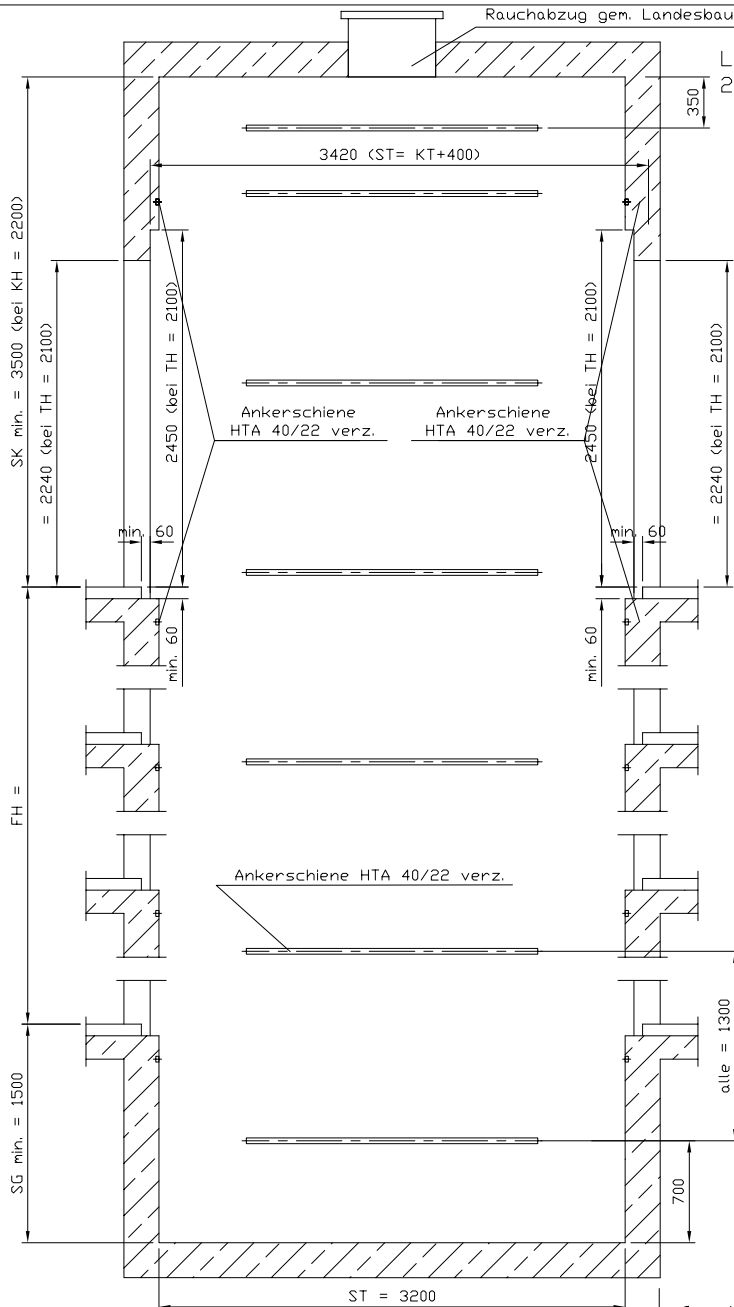 Rauchabzug gem. Landesbau
350
3420 (ST= KT+400)
SK min. = 3500 (bei KH = 2200)
= 2240 (bei TH = 2100)
2450 (bei TH = 2100)
2450 (bei TH = 2100)
= 2240 (bei TH = 2100)
Ankerschiene
HTA 40/22 verz.
Ankerschiene
HTA 40/22 verz.
min. 60
min. 60
min. 60
min. 60
FH =
Ankerschiene HTA 40/22 verz.
alle = 1300
SG min. = 1500
700
ST = 3200